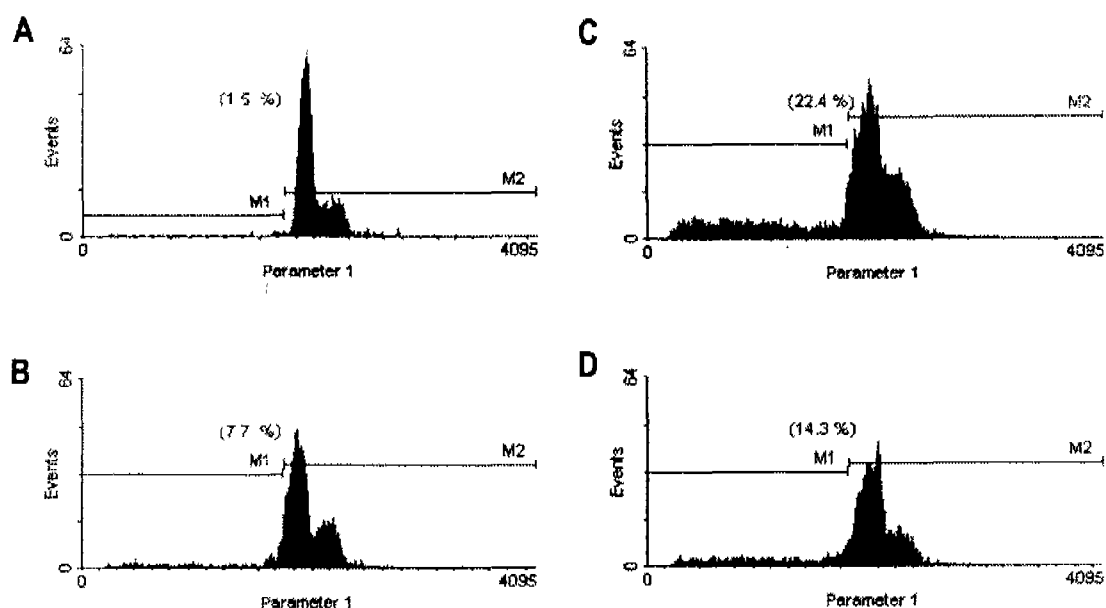 A
64
(1.5 %)
Events
M2
M1
0
0
4095
Parameter 1
C
64
(22.4 %)
M2
M1
Events
0
0
4095
Parameter 1
B
64
(7.7 %)
M2
M1
Events
0
0
4095
Parameter 1
D
64
(14.3 %)
M2
M1
Events
0
0
4095
Parameter 1